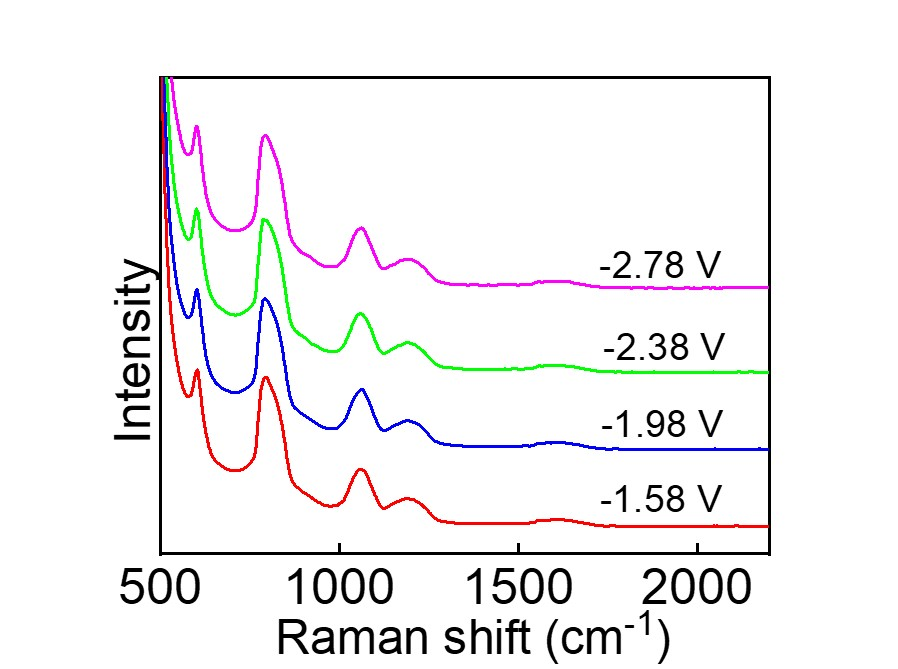 Intensity
-2.78 V
-2.38 V
-1.98 V
-1.58 V
500 1000 1500 2000
Raman shift (cm⁻¹)